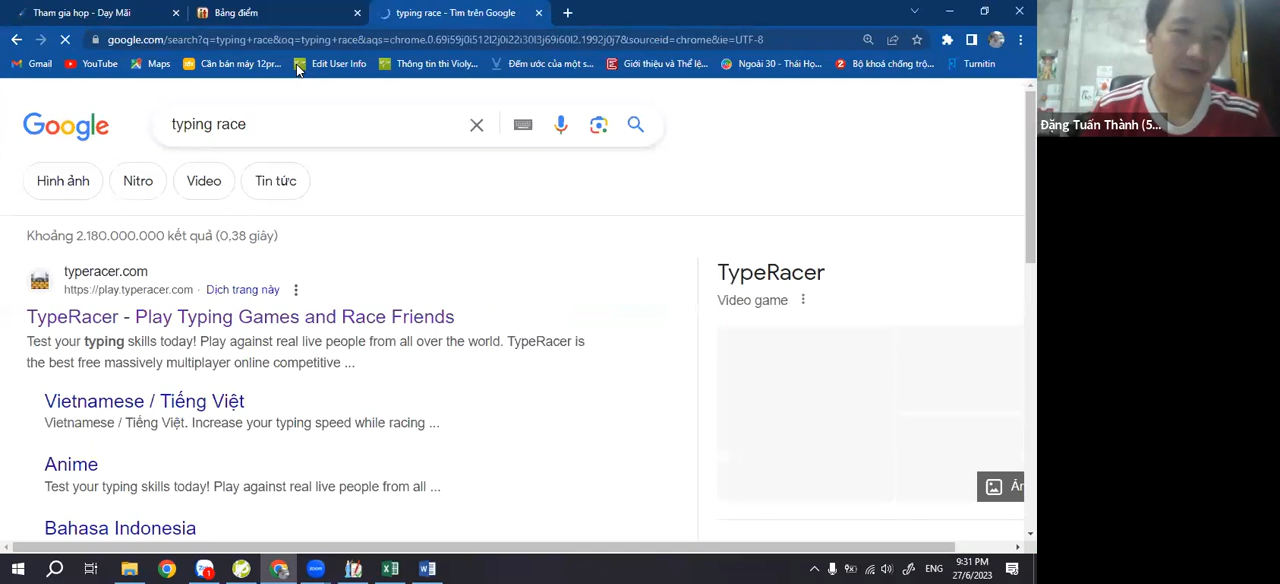 Tham gia họp - Dạy Mãi
Bảng điểm
typing race - Tìm trên Google
google.com/search?q=typing+race&oq=typing+race&aqs=chrome.0.69i59j0i512l2j0i22i30l3j69i60l2.1992j0j7&sourceid=chrome&ie=UTF-8
Gmail
YouTube
Maps
Căn bản máy 12pr...
Edit User Info
Thông tin thi Violy...
Đếm ước của một s...
Giới thiệu và Thể lệ...
Ngoài 30 - Thái Họ...
Bộ khoá chống trộ...
Turnitin
Đặng Tuấn Thành (5...
Google
typing race
Hình ảnh
Nitro
Video
Tin tức
Khoảng 2.180.000.000 kết quả (0,38 giây)
typeracer.com
https://play.typeracer.com · Dịch trang này
TypeRacer - Play Typing Games and Race Friends
Test your typing skills today! Play against real live people from all over the world. TypeRacer is
the best free massively multiplayer online competitive ...
Vietnamese / Tiếng Việt
Vietnamese / Tiếng Việt. Increase your typing speed while racing ...
Anime
Test your typing skills today! Play against real live people from all ...
Bahasa Indonesia
TypeRacer
Video game
Ản
ENG
9:31 PM
27/6/2023